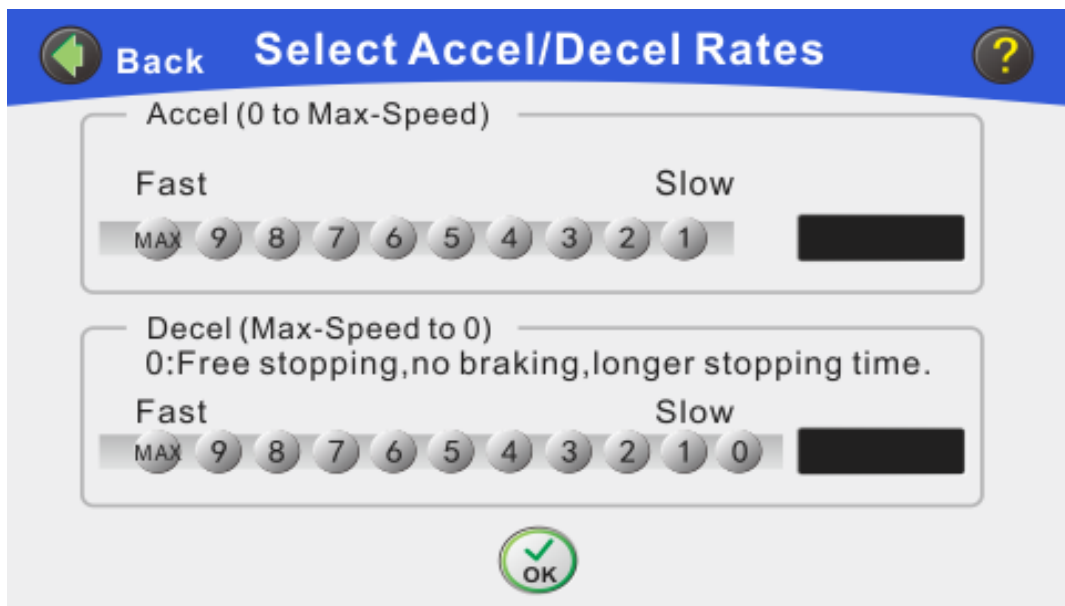 Back Select Accel/Decel Rates ?
Accel (0 to Max-Speed)
Fast Slow
MAX 9 8 7 6 5 4 3 2 1
Decel (Max-Speed to 0)
0:Free stopping,no braking,longer stopping time.
Fast Slow
MAX 9 8 7 6 5 4 3 2 1 0
OK